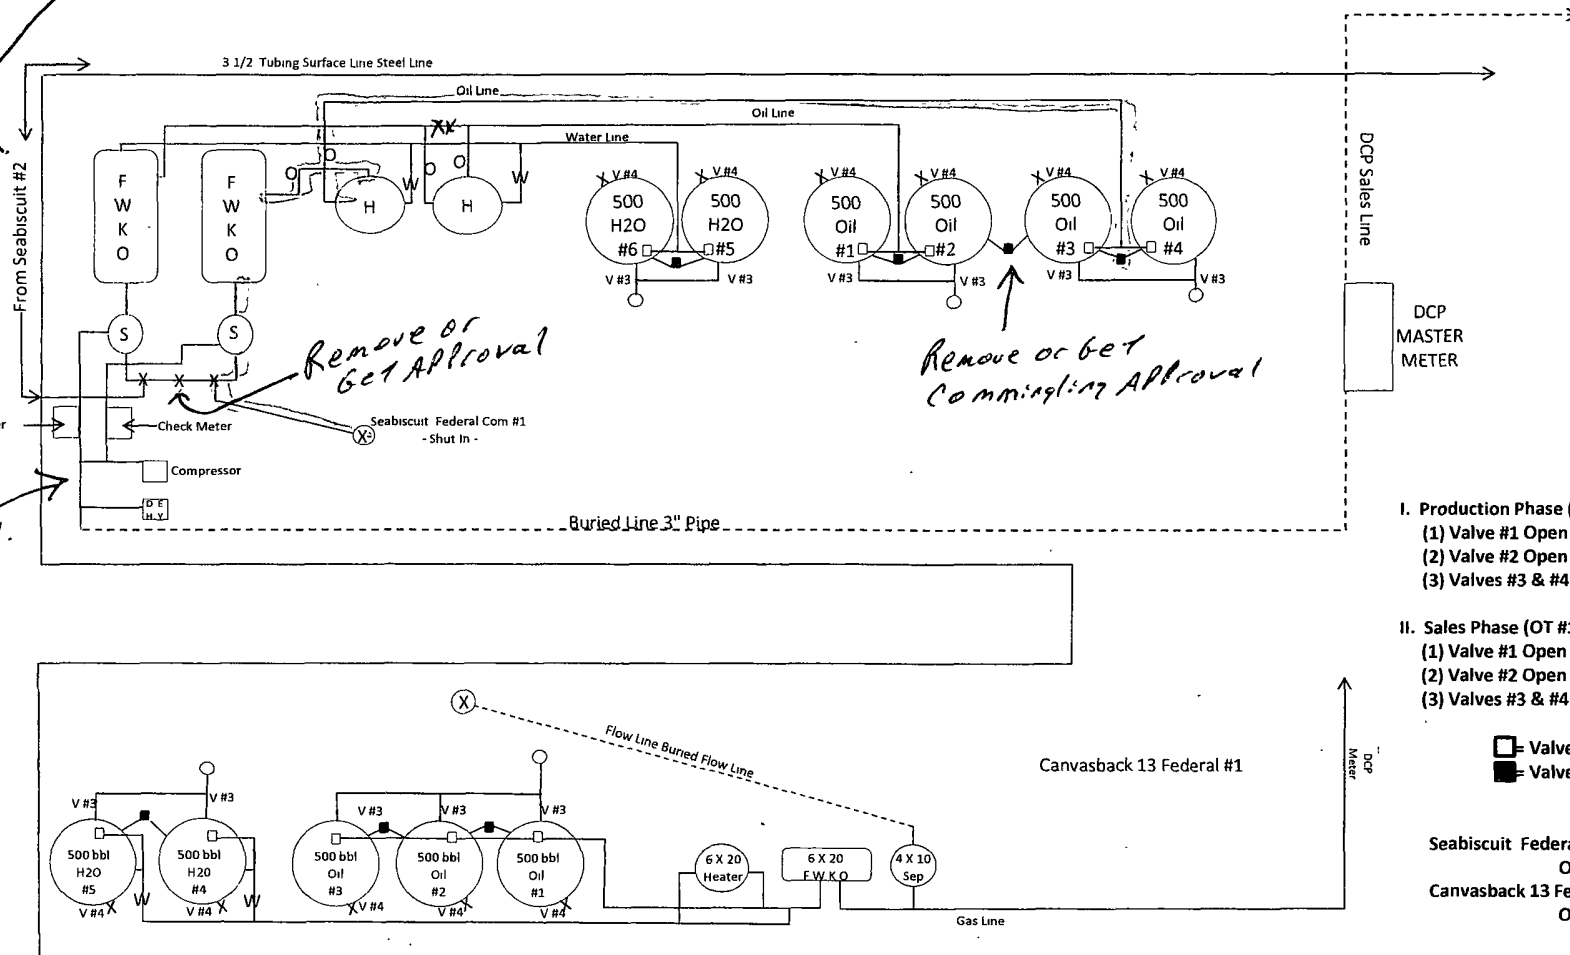 3 1/2 Tubing Surface Line Steel Line
Oil Line
Oil Line
Water Line
XX
From Seabiscuit #2
F W K O
F W K O
O
O
H
W
O
O
H
W
X V #4
500
H2O
#6
X V #4
500
H2O
#5
V #3
V #3
X V #4
500
Oil
#1
X V #4
500
Oil
#2
V #3
V #3
X V #4
500
Oil
#3
X V #4
500
Oil
#4
V #3
V #3
DCP Sales Line
DCP
MASTER
METER
S
S
X X X
Remove or
Get Approval
Remove or Get
Commingling Approval
Check Meter
X
Seabiscuit Federal Com #1
- Shut In -
Compressor
D E
H Y
Buried Line 3" Pipe
I. Production Phase (
(1) Valve #1 Open
(2) Valve #2 Open
(3) Valves #3 & #4
II. Sales Phase (OT #
(1) Valve #1 Open
(2) Valve #2 Open
(3) Valves #3 & #4
= Valve
= Valve
X
Flow Line Buried Flow Line
Canvasback 13 Federal #1
DCP
Meter
V #3
V #3
V #3
V #3
V #3
500 bbl
H2O
#5
V #4 X
W
500 bbl
H20
#4
V #4 X
W
500 bbl
Oil
#3
X V #4
500 bbl
Oil
#2
V #4 X
500 bbl
Oil
#1
V #4 X
6 X 20
Heater
6 X 20
F W K O
4 X 10
Sep
Gas Line
Seabiscuit Federa
O
Canvasback 13 Fe
O